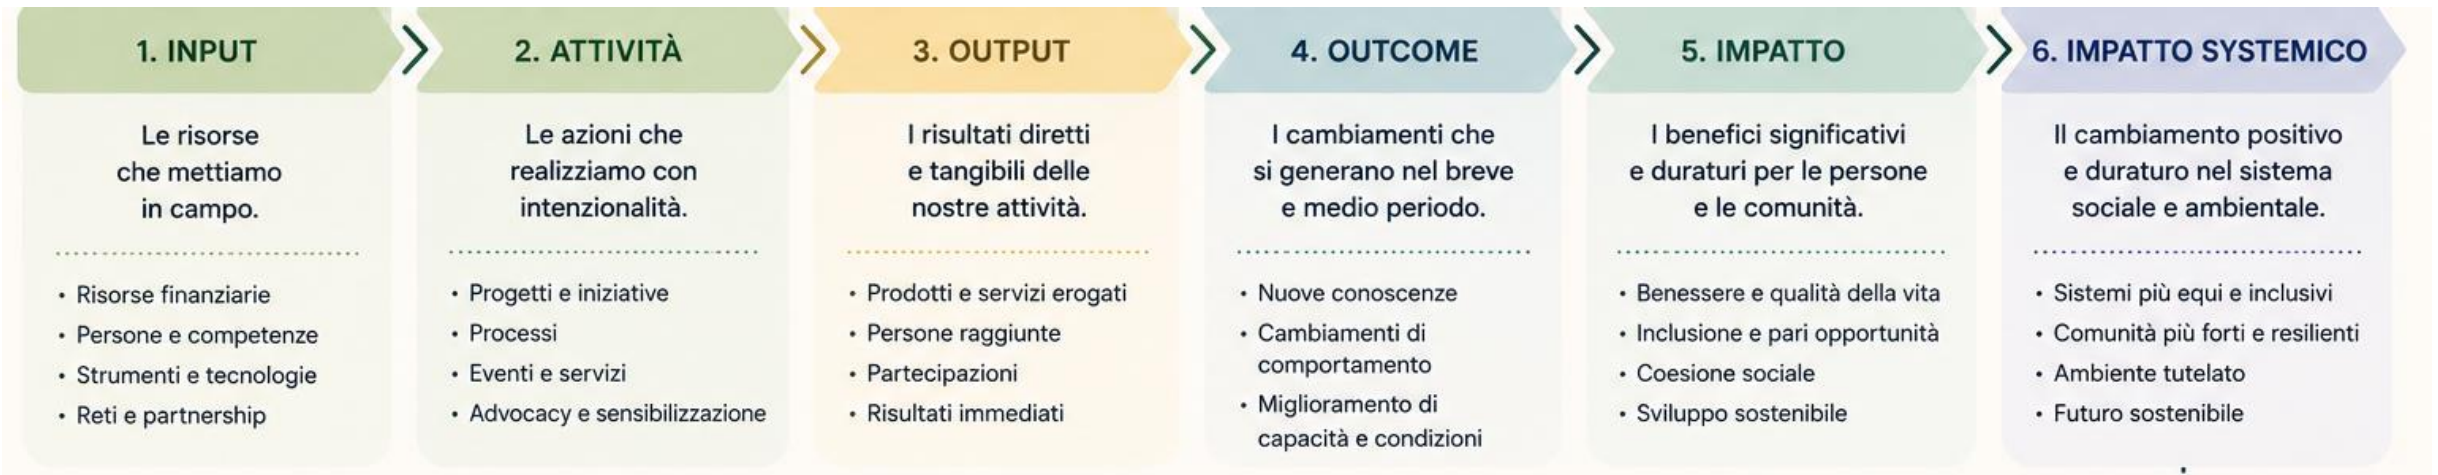 1. INPUT
Le risorse
che mettiamo
in campo.
• Risorse finanziarie
• Persone e competenze
• Strumenti e tecnologie
• Reti e partnership
2. ATTIVITÀ
Le azioni che
realizziamo con
intenzionalità.
• Progetti e iniziative
• Processi
• Eventi e servizi
• Advocacy e sensibilizzazione
3. OUTPUT
I risultati diretti
e tangibili delle
nostre attività.
• Prodotti e servizi erogati
• Persone raggiunte
• Partecipazioni
• Risultati immediati
4. OUTCOME
I cambiamenti che
si generano nel breve
e medio periodo.
• Nuove conoscenze
• Cambiamenti di
comportamento
• Miglioramento di
capacità e condizioni
5. IMPATTO
I benefici significativi
e duraturi per le persone
e le comunità.
• Benessere e qualità della vita
• Inclusione e pari opportunità
• Coesione sociale
• Sviluppo sostenibile
6. IMPATTO SYSTEMICO
Il cambiamento positivo
e duraturo nel sistema
sociale e ambientale.
• Sistemi più equi e inclusivi
• Comunità più forti e resilienti
• Ambiente tutelato
• Futuro sostenibile